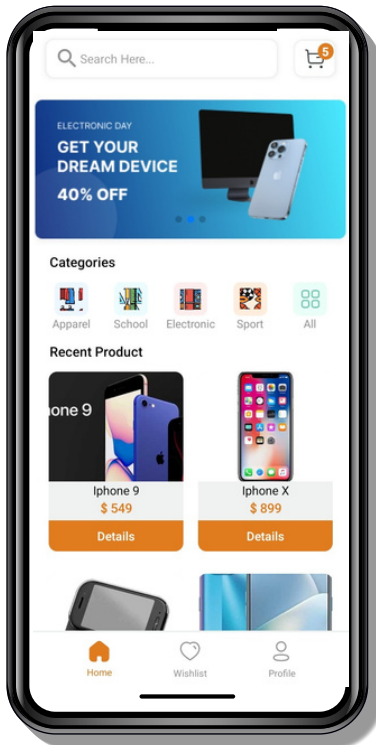 Search Here...
5
ELECTRONIC DAY
GET YOUR
DREAM DEVICE
40% OFF
Categories
Apparel
School
Electronic
Sport
All
Recent Product
one 9
Iphone 9
$ 549
Details
Iphone X
$ 899
Details
Home
Wishlist
Profile